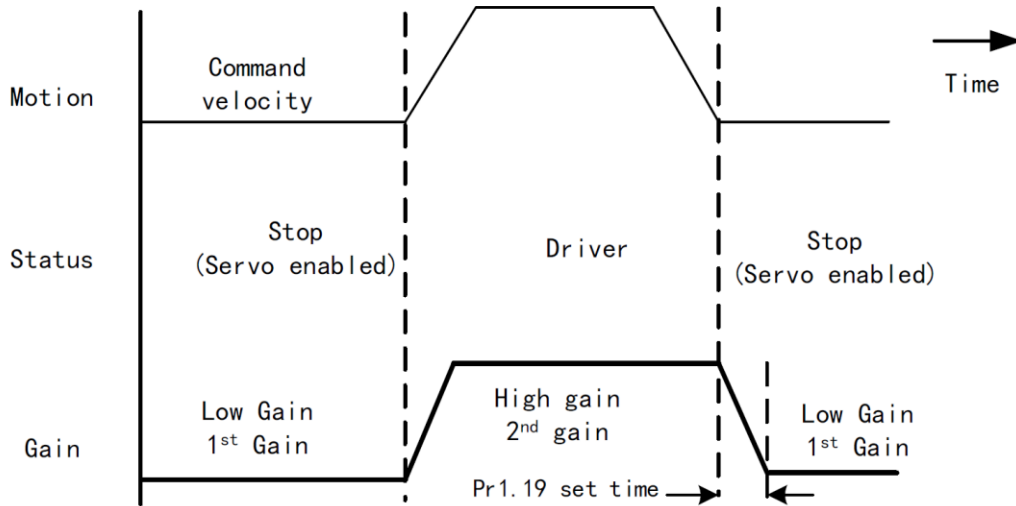 Motion
Command
velocity
Time
Status
Stop
(Servo enabled)
Driver
Stop
(Servo enabled)
Gain
Low Gain
1st Gain
High gain
2nd gain
Low Gain
1st Gain
Pr1.19 set time